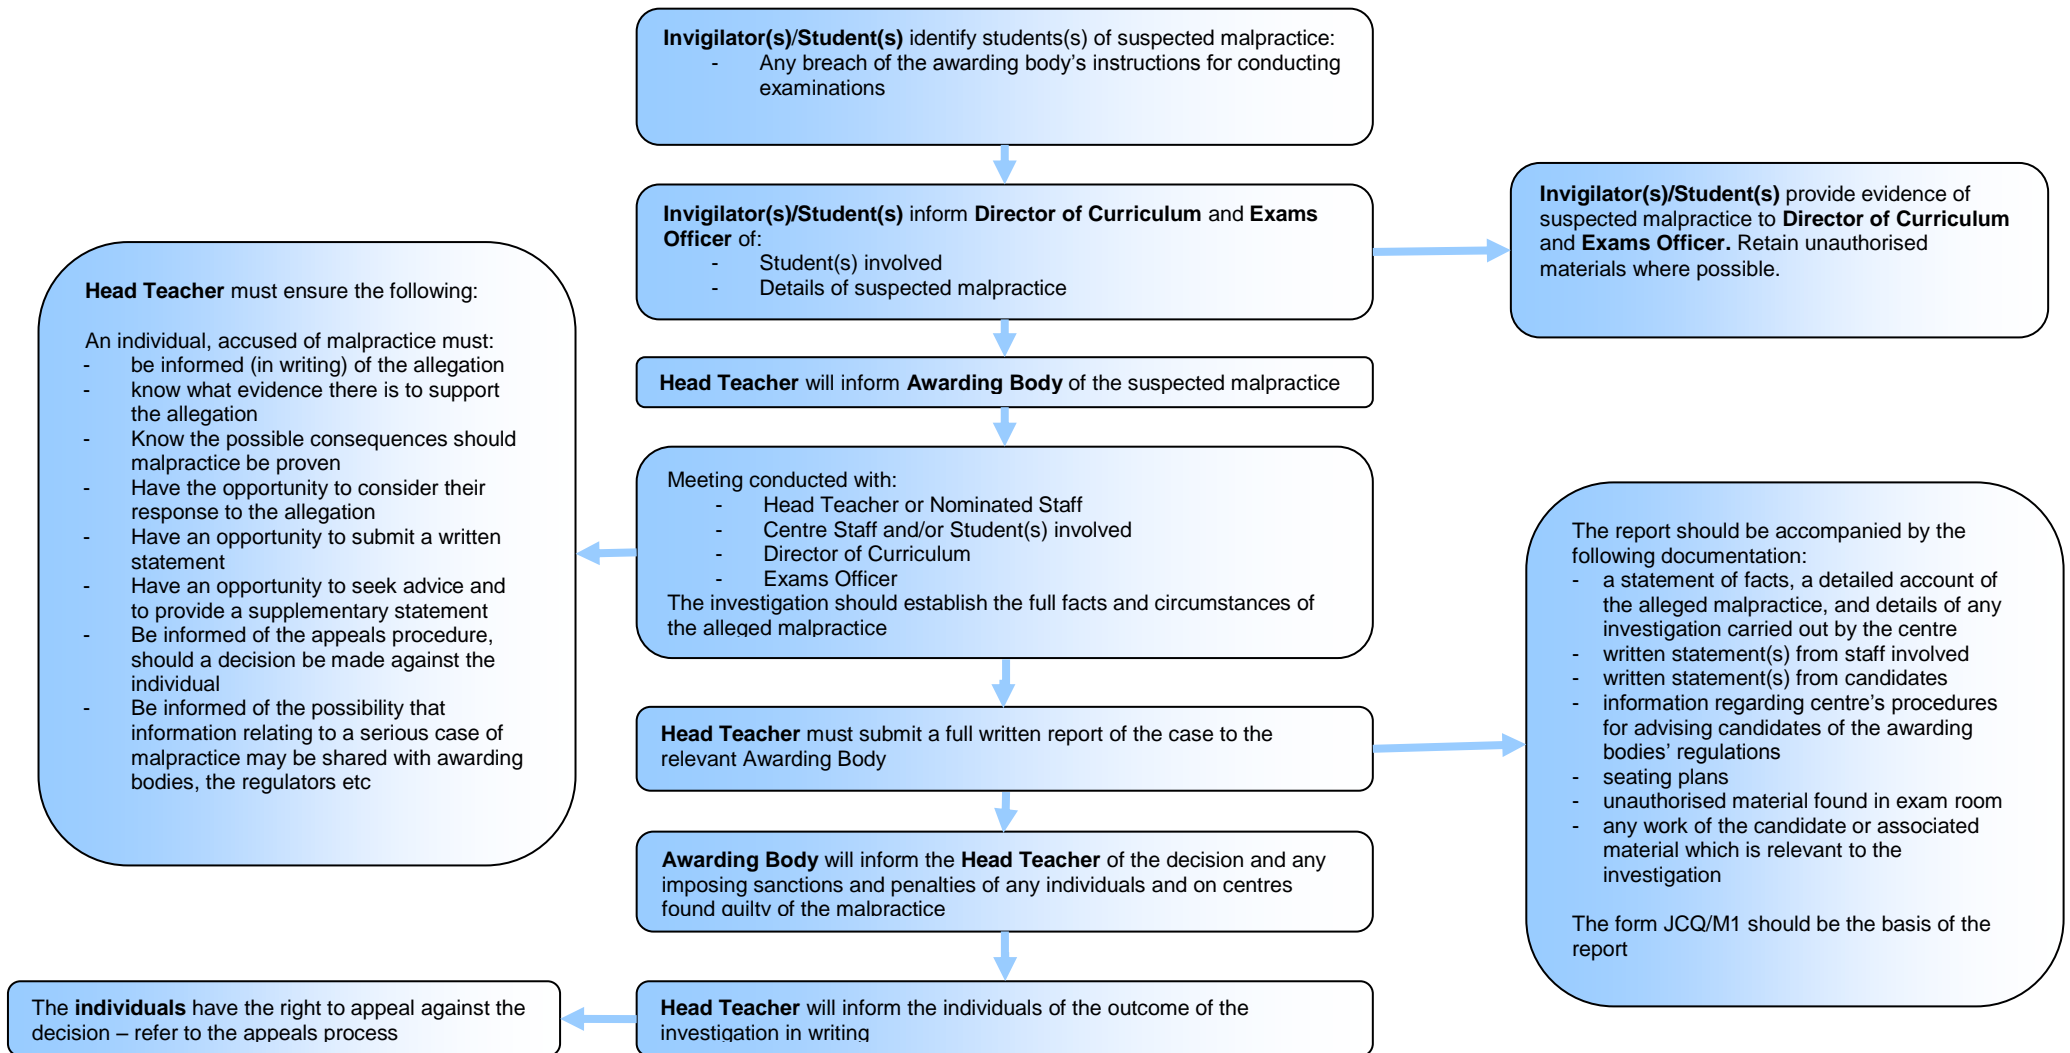 Invigilator(s)/Student(s) identify students(s) of suspected malpractice:
- Any breach of the awarding body's instructions for conducting
examinations
Invigilator(s)/Student(s) inform Director of Curriculum and Exams
Officer of:
- Student(s) involved
- Details of suspected malpractice
Invigilator(s)/Student(s) provide evidence of
suspected malpractice to Director of Curriculum
and Exams Officer. Retain unauthorised
materials where possible.
Head Teacher will inform Awarding Body of the suspected malpractice
Meeting conducted with:
- Head Teacher or Nominated Staff
- Centre Staff and/or Student(s) involved
- Director of Curriculum
- Exams Officer
The investigation should establish the full facts and circumstances of
the alleged malpractice
Head Teacher must ensure the following:
An individual, accused of malpractice must:
- be informed (in writing) of the allegation
- know what evidence there is to support
the allegation
- Know the possible consequences should
malpractice be proven
- Have the opportunity to consider their
response to the allegation
- Have an opportunity to submit a written
statement
- Have an opportunity to seek advice and
to provide a supplementary statement
- Be informed of the appeals procedure,
should a decision be made against the
individual
- Be informed of the possibility that
information relating to a serious case of
malpractice may be shared with awarding
bodies, the regulators etc
Head Teacher must submit a full written report of the case to the
relevant Awarding Body
The report should be accompanied by the
following documentation:
- a statement of facts, a detailed account of
the alleged malpractice, and details of any
investigation carried out by the centre
- written statement(s) from staff involved
- written statement(s) from candidates
- information regarding centre's procedures
for advising candidates of the awarding
bodies' regulations
- seating plans
- unauthorised material found in exam room
- any work of the candidate or associated
material which is relevant to the
investigation
The form JCQ/M1 should be the basis of the
report
Awarding Body will inform the Head Teacher of the decision and any
imposing sanctions and penalties of any individuals and on centres
found guilty of the malpractice
Head Teacher will inform the individuals of the outcome of the
investigation in writing
The individuals have the right to appeal against the
decision – refer to the appeals process